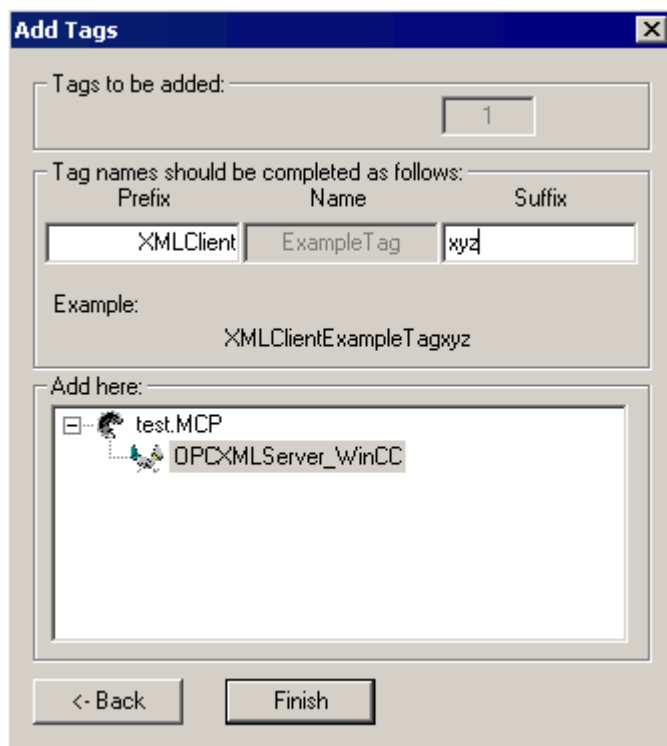 Add Tags
Tags to be added:
1
Tag names should be completed as follows:
Prefix Name Suffix
XMLClient ExampleTag xyz
Example:
XMLClientExampleTagxyz
Add here:
test.MCP
OPCXMLServer_WinCC
<- Back Finish